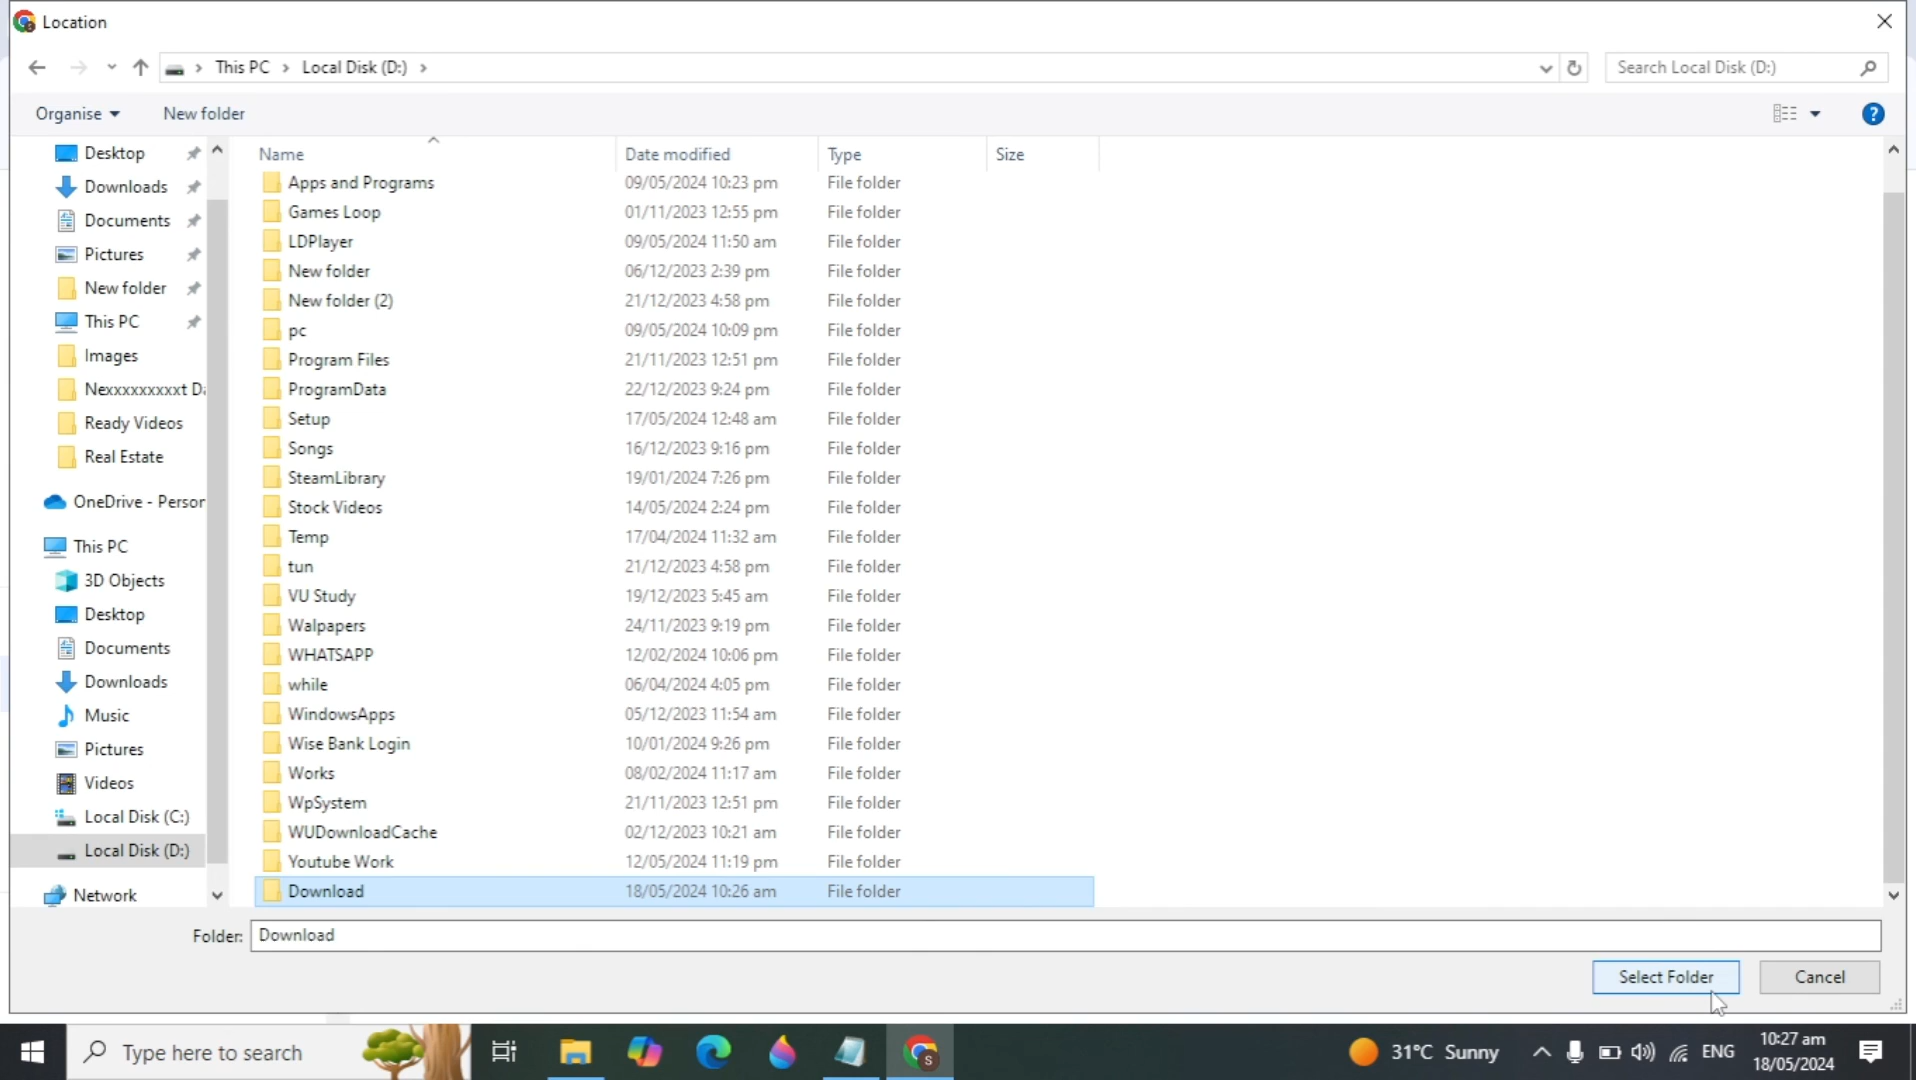 Location
This PC > Local Disk (D:) >
Search Local Disk (D:)
Organise
New folder
Desktop
Downloads
Documents
Pictures
New folder
This PC
Images
Nexxxxxxxxxt Da
Ready Videos
Real Estate
OneDrive - Person
This PC
3D Objects
Desktop
Documents
Downloads
Music
Pictures
Videos
Local Disk (C:)
Local Disk (D:)
Network
Name Date modified Type Size
Apps and Programs 09/05/2024 10:23 pm File folder
Games Loop 01/11/2023 12:55 pm File folder
LDPlayer 09/05/2024 11:50 am File folder
New folder 06/12/2023 2:39 pm File folder
New folder (2) 21/12/2023 4:58 pm File folder
pc 09/05/2024 10:09 pm File folder
Program Files 21/11/2023 12:51 pm File folder
ProgramData 22/12/2023 9:24 pm File folder
Setup 17/05/2024 12:48 am File folder
Songs 16/12/2023 9:16 pm File folder
SteamLibrary 19/01/2024 7:26 pm File folder
Stock Videos 14/05/2024 2:24 pm File folder
Temp 17/04/2024 11:32 am File folder
tun 21/12/2023 4:58 pm File folder
VU Study 19/12/2023 5:45 am File folder
Walpapers 24/11/2023 9:19 pm File folder
WHATSAPP 12/02/2024 10:06 pm File folder
while 06/04/2024 4:05 pm File folder
WindowsApps 05/12/2023 11:54 am File folder
Wise Bank Login 10/01/2024 9:26 pm File folder
Works 08/02/2024 11:17 am File folder
WpSystem 21/11/2023 12:51 pm File folder
WUDownloadCache 02/12/2023 10:21 am File folder
Youtube Work 12/05/2024 11:19 pm File folder
Download 18/05/2024 10:26 am File folder
Folder: Download
Select Folder
Cancel
Type here to search
31°C Sunny
ENG
10:27 am
18/05/2024